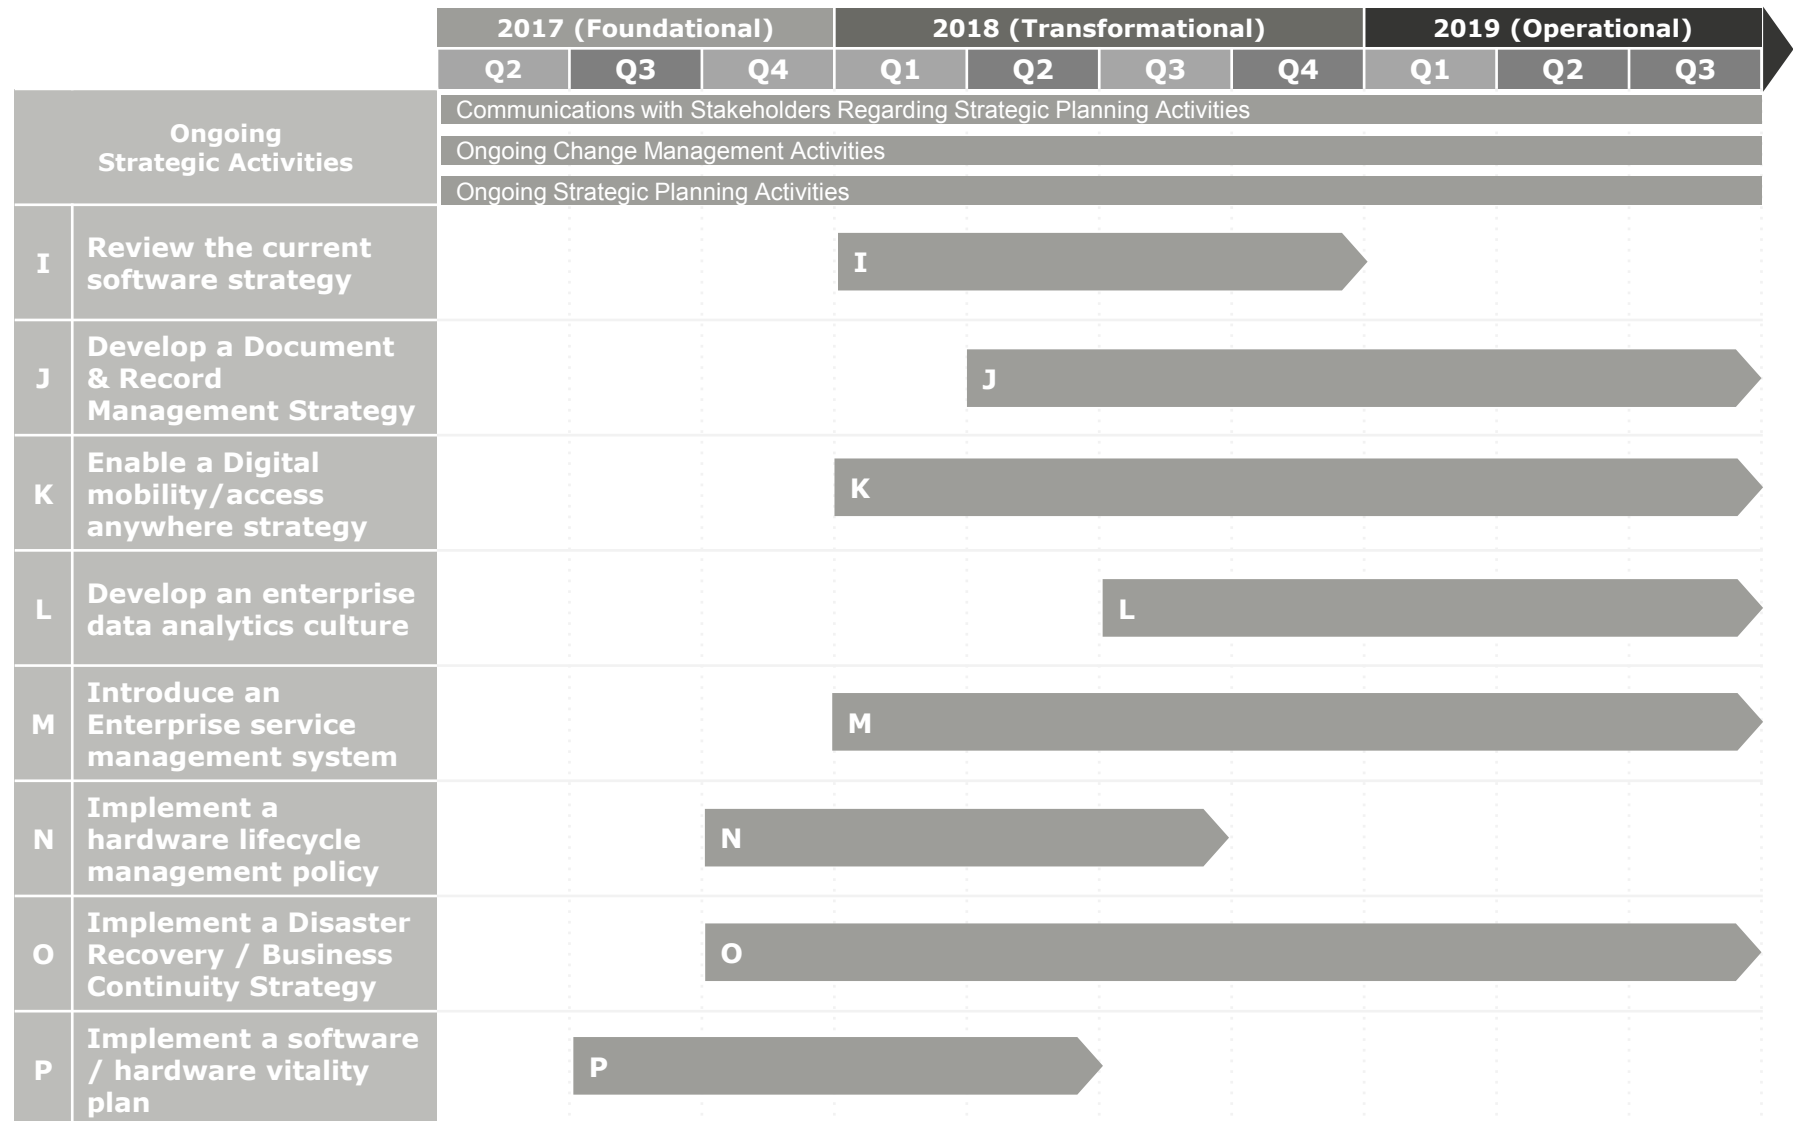 2017 (Foundational) 2018 (Transformational) 2019 (Operational)
Q2 Q3 Q4 Q1 Q2 Q3 Q4 Q1 Q2 Q3
Ongoing
Strategic Activities
Communications with Stakeholders Regarding Strategic Planning Activities
Ongoing Change Management Activities
Ongoing Strategic Planning Activities
I
Review the current
software strategy
I
J
Develop a Document
& Record
Management Strategy
J
K
Enable a Digital
mobility/access
anywhere strategy
K
L
Develop an enterprise
data analytics culture
L
M
Introduce an
Enterprise service
management system
M
N
Implement a
hardware lifecycle
management policy
N
O
Implement a Disaster
Recovery / Business
Continuity Strategy
O
P
Implement a software
/ hardware vitality
plan
P